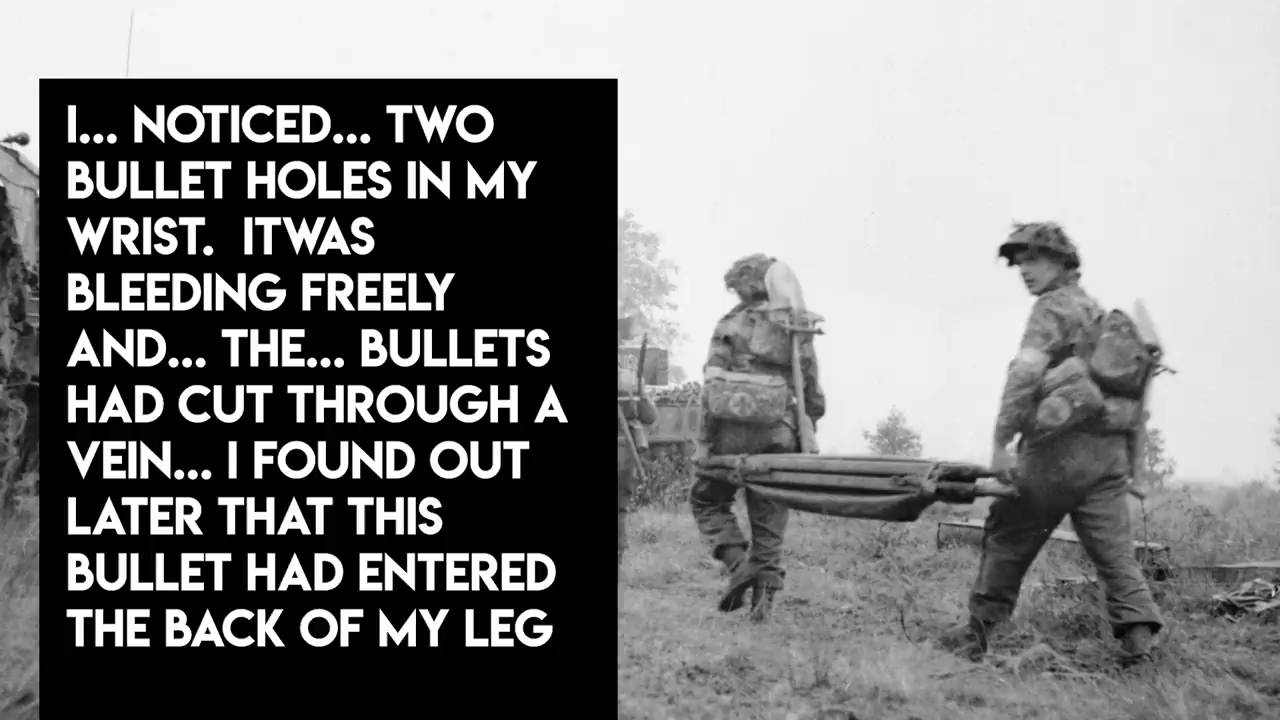 I... NOTICED... TWO
BULLET HOLES IN MY
WRIST.  ITWAS
BLEEDING FREELY
AND... THE... BULLETS
HAD CUT THROUGH A
VEIN... I FOUND OUT
LATER THAT THIS
BULLET HAD ENTERED
THE BACK OF MY LEG